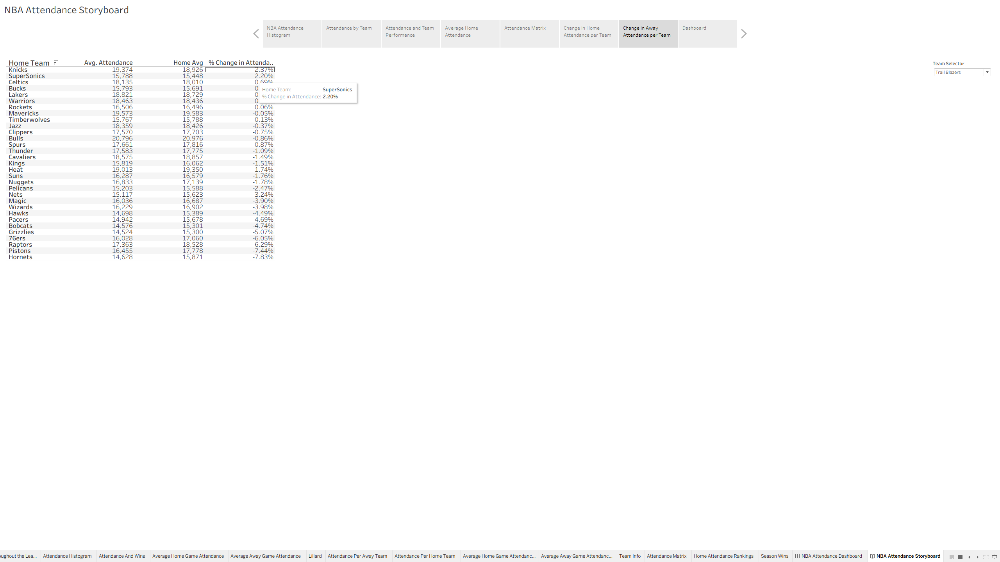 NBA Attendance Storyboard
NBA Attendance Histogram
Attendance by Team
Attendance and Team Performance
Average Home Attendance
Attendance Matrix
Change in Home Attendance per Team
Change in Away Attendance per Team
Dashboard
Home Team Avg. Attendance Home Avg % Change in Attenda..
Knicks 19,374 18,926 2.37%
SuperSonics 15,788 15,448 2.20%
Celtics 18,135 18,010 0.69%
Bucks 15,793 15,691 0
Lakers 18,821 18,729 0
Warriors 18,463 18,436 0
Rockets 16,506 16,496 0.06%
Mavericks 19,573 19,583 -0.05%
Timberwolves 15,767 15,788 -0.13%
Jazz 18,359 18,426 -0.37%
Clippers 17,570 17,703 -0.75%
Bulls 20,796 20,976 -0.86%
Spurs 17,661 17,816 -0.87%
Thunder 17,583 17,775 -1.09%
Cavaliers 18,575 18,857 -1.49%
Kings 15,819 16,062 -1.51%
Heat 19,013 19,350 -1.74%
Suns 16,287 16,579 -1.76%
Nuggets 16,833 17,139 -1.78%
Pelicans 15,203 15,588 -2.47%
Nets 15,117 15,623 -3.24%
Magic 16,036 16,687 -3.90%
Wizards 16,229 16,902 -3.98%
Hawks 14,698 15,389 -4.49%
Pacers 14,942 15,678 -4.69%
Bobcats 14,576 15,301 -4.74%
Grizzlies 14,524 15,300 -5.07%
76ers 16,028 17,060 -6.05%
Raptors 17,363 18,528 -6.29%
Pistons 16,455 17,778 -7.44%
Hornets 14,628 15,871 -7.83%
Home Team: SuperSonics
% Change in Attendance: 2.20%
Team Selector
Trail Blazers
oughout the Lea... Attendance Histogram Attendance And Wins Average Home Game Attendance Average Away Game Attendance Lillard Attendance Per Away Team Attendance Per Home Team Average Home Game Attendanc... Average Away Game Attendanc... Team Info Attendance Matrix Home Attendance Rankings Season Wins NBA Attendance Dashboard NBA Attendance Storyboard